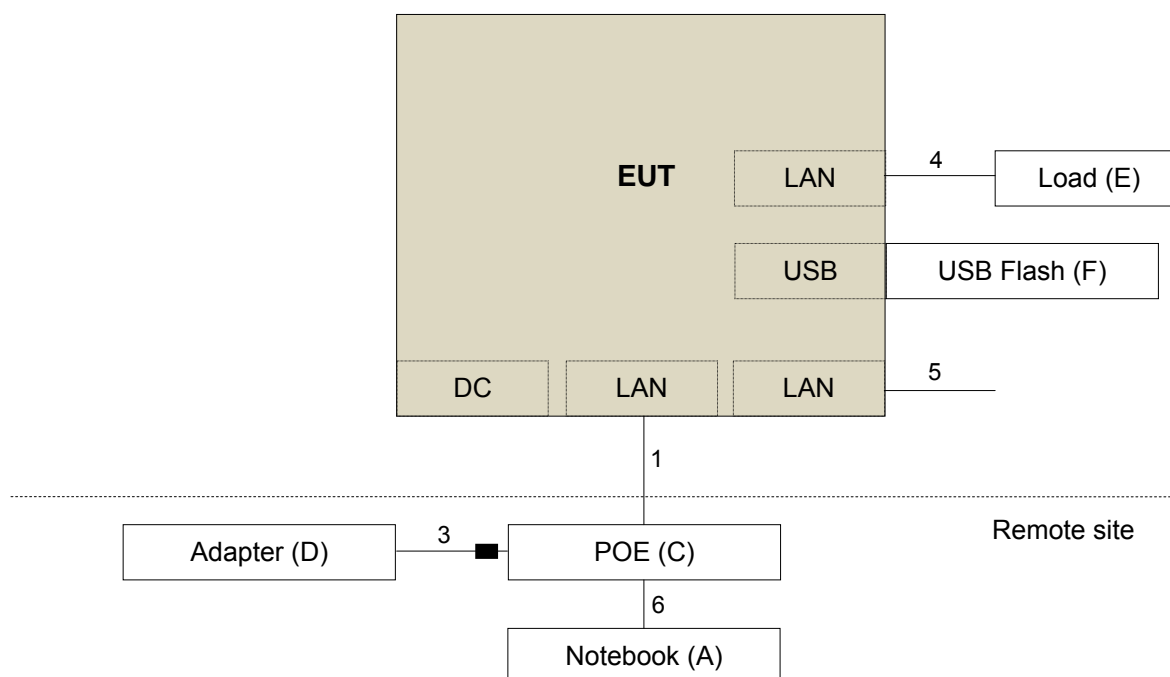 4
EUT
LAN
Load (E)
USB
USB Flash (F)
5
DC
LAN
LAN
1
Remote site
3
Adapter (D)
POE (C)
6
Notebook (A)